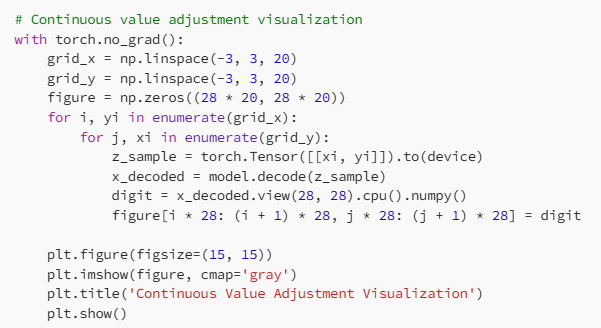 # Continuous value adjustment visualization
with torch.no_grad():
    grid_x = np.linspace(-3, 3, 20)
    grid_y = np.linspace(-3, 3, 20)
    figure = np.zeros((28 * 20, 28 * 20))
    for i, yi in enumerate(grid_x):
        for j, xi in enumerate(grid_y):
            z_sample = torch.Tensor([[xi, yi]]).to(device)
            x_decoded = model.decode(z_sample)
            digit = x_decoded.view(28, 28).cpu().numpy()
            figure[i * 28: (i + 1) * 28, j * 28: (j + 1) * 28] = digit

    plt.figure(figsize=(15, 15))
    plt.imshow(figure, cmap='gray')
    plt.title('Continuous Value Adjustment Visualization')
    plt.show()